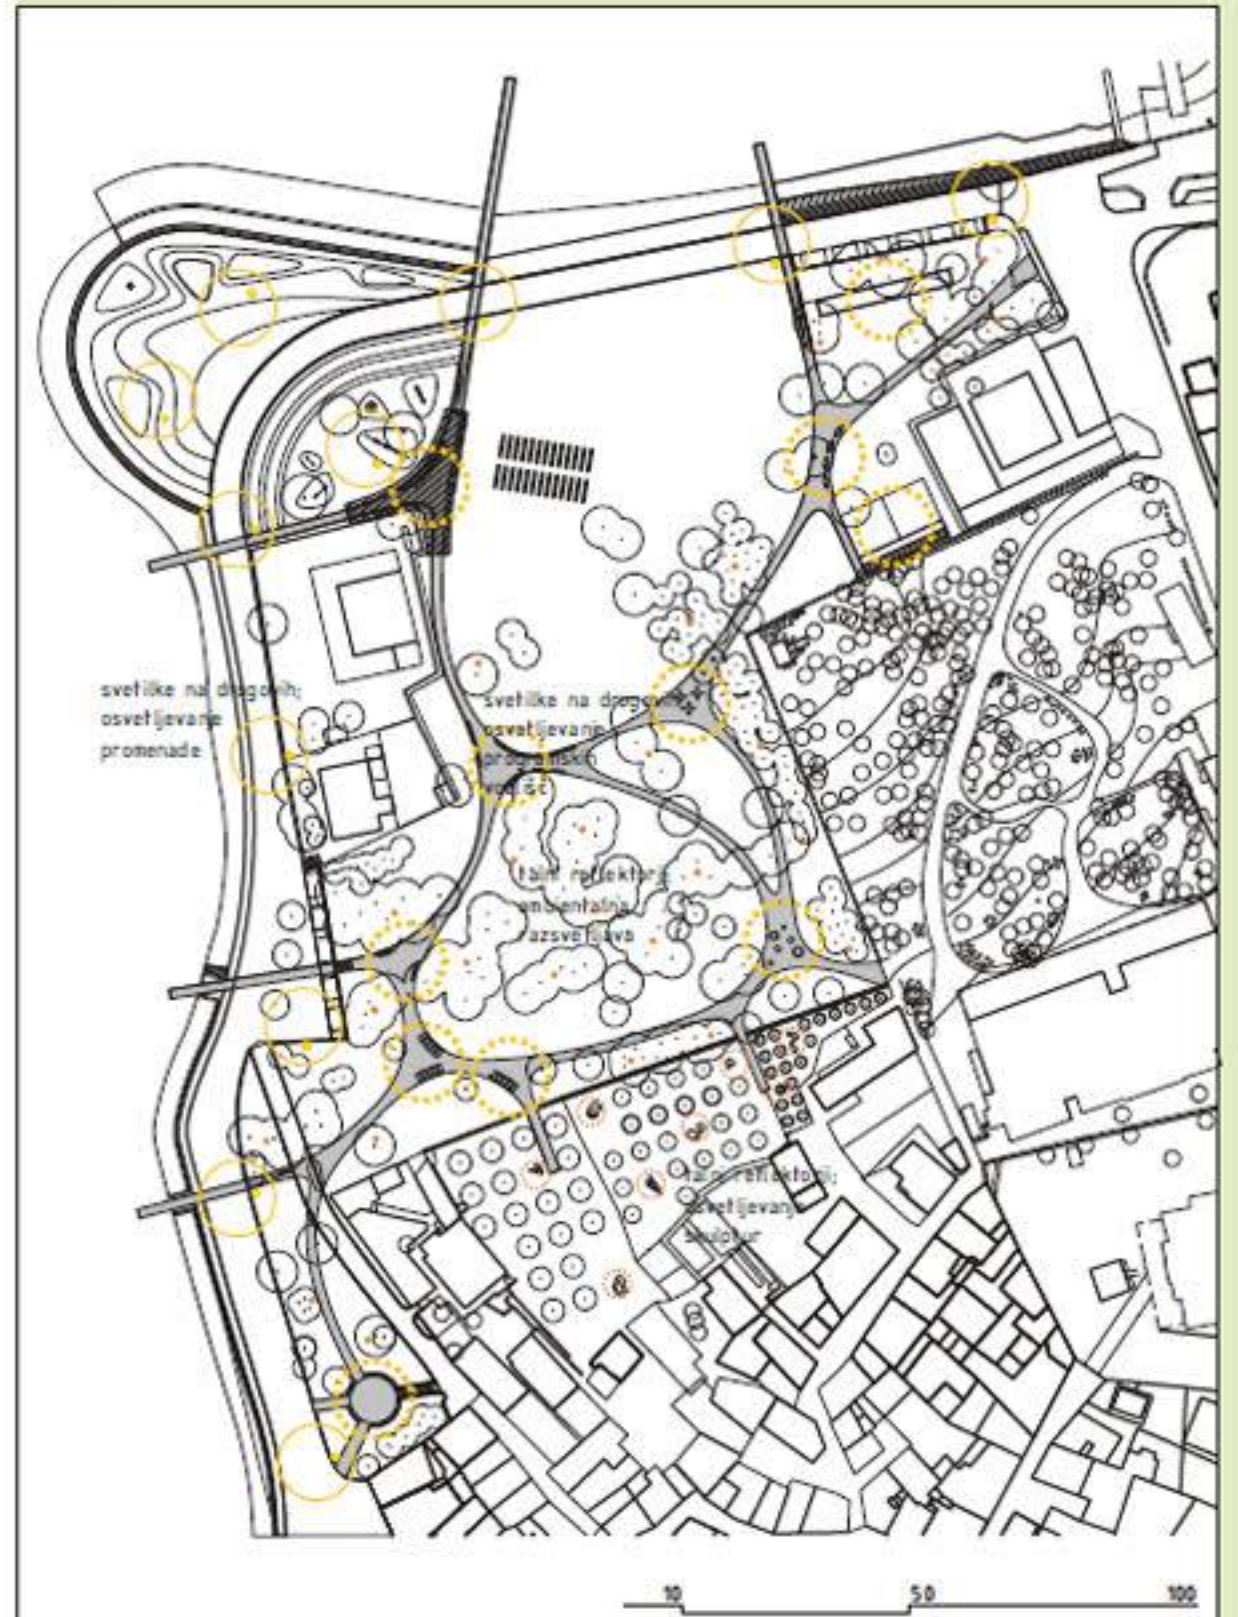 svetilke na drogovih;
osvetljevanje
promenade
svetilke na drogovih;
osvetljevanje
programskih
vozlišč
talni reflektorji;
ambientalna
razsvetljava
talni reflektorji;
osvetljevanje
skulptur
10 50 100